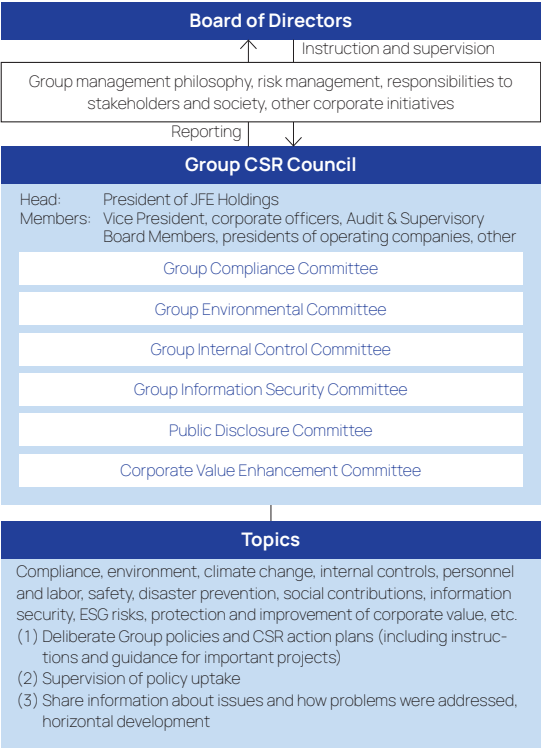 Board of Directors
Instruction and supervision
Group management philosophy, risk management, responsibilities to
stakeholders and society, other corporate initiatives
Reporting
Group CSR Council
Head: President of JFE Holdings
Members: Vice President, corporate officers, Audit & Supervisory
Board Members, presidents of operating companies, other
Group Compliance Committee
Group Environmental Committee
Group Internal Control Committee
Group Information Security Committee
Public Disclosure Committee
Corporate Value Enhancement Committee
Topics
Compliance, environment, climate change, internal controls, personnel
and labor, safety, disaster prevention, social contributions, information
security, ESG risks, protection and improvement of corporate value, etc.
(1) Deliberate Group policies and CSR action plans (including instruc-
tions and guidance for important projects)
(2) Supervision of policy uptake
(3) Share information about issues and how problems were addressed,
horizontal development